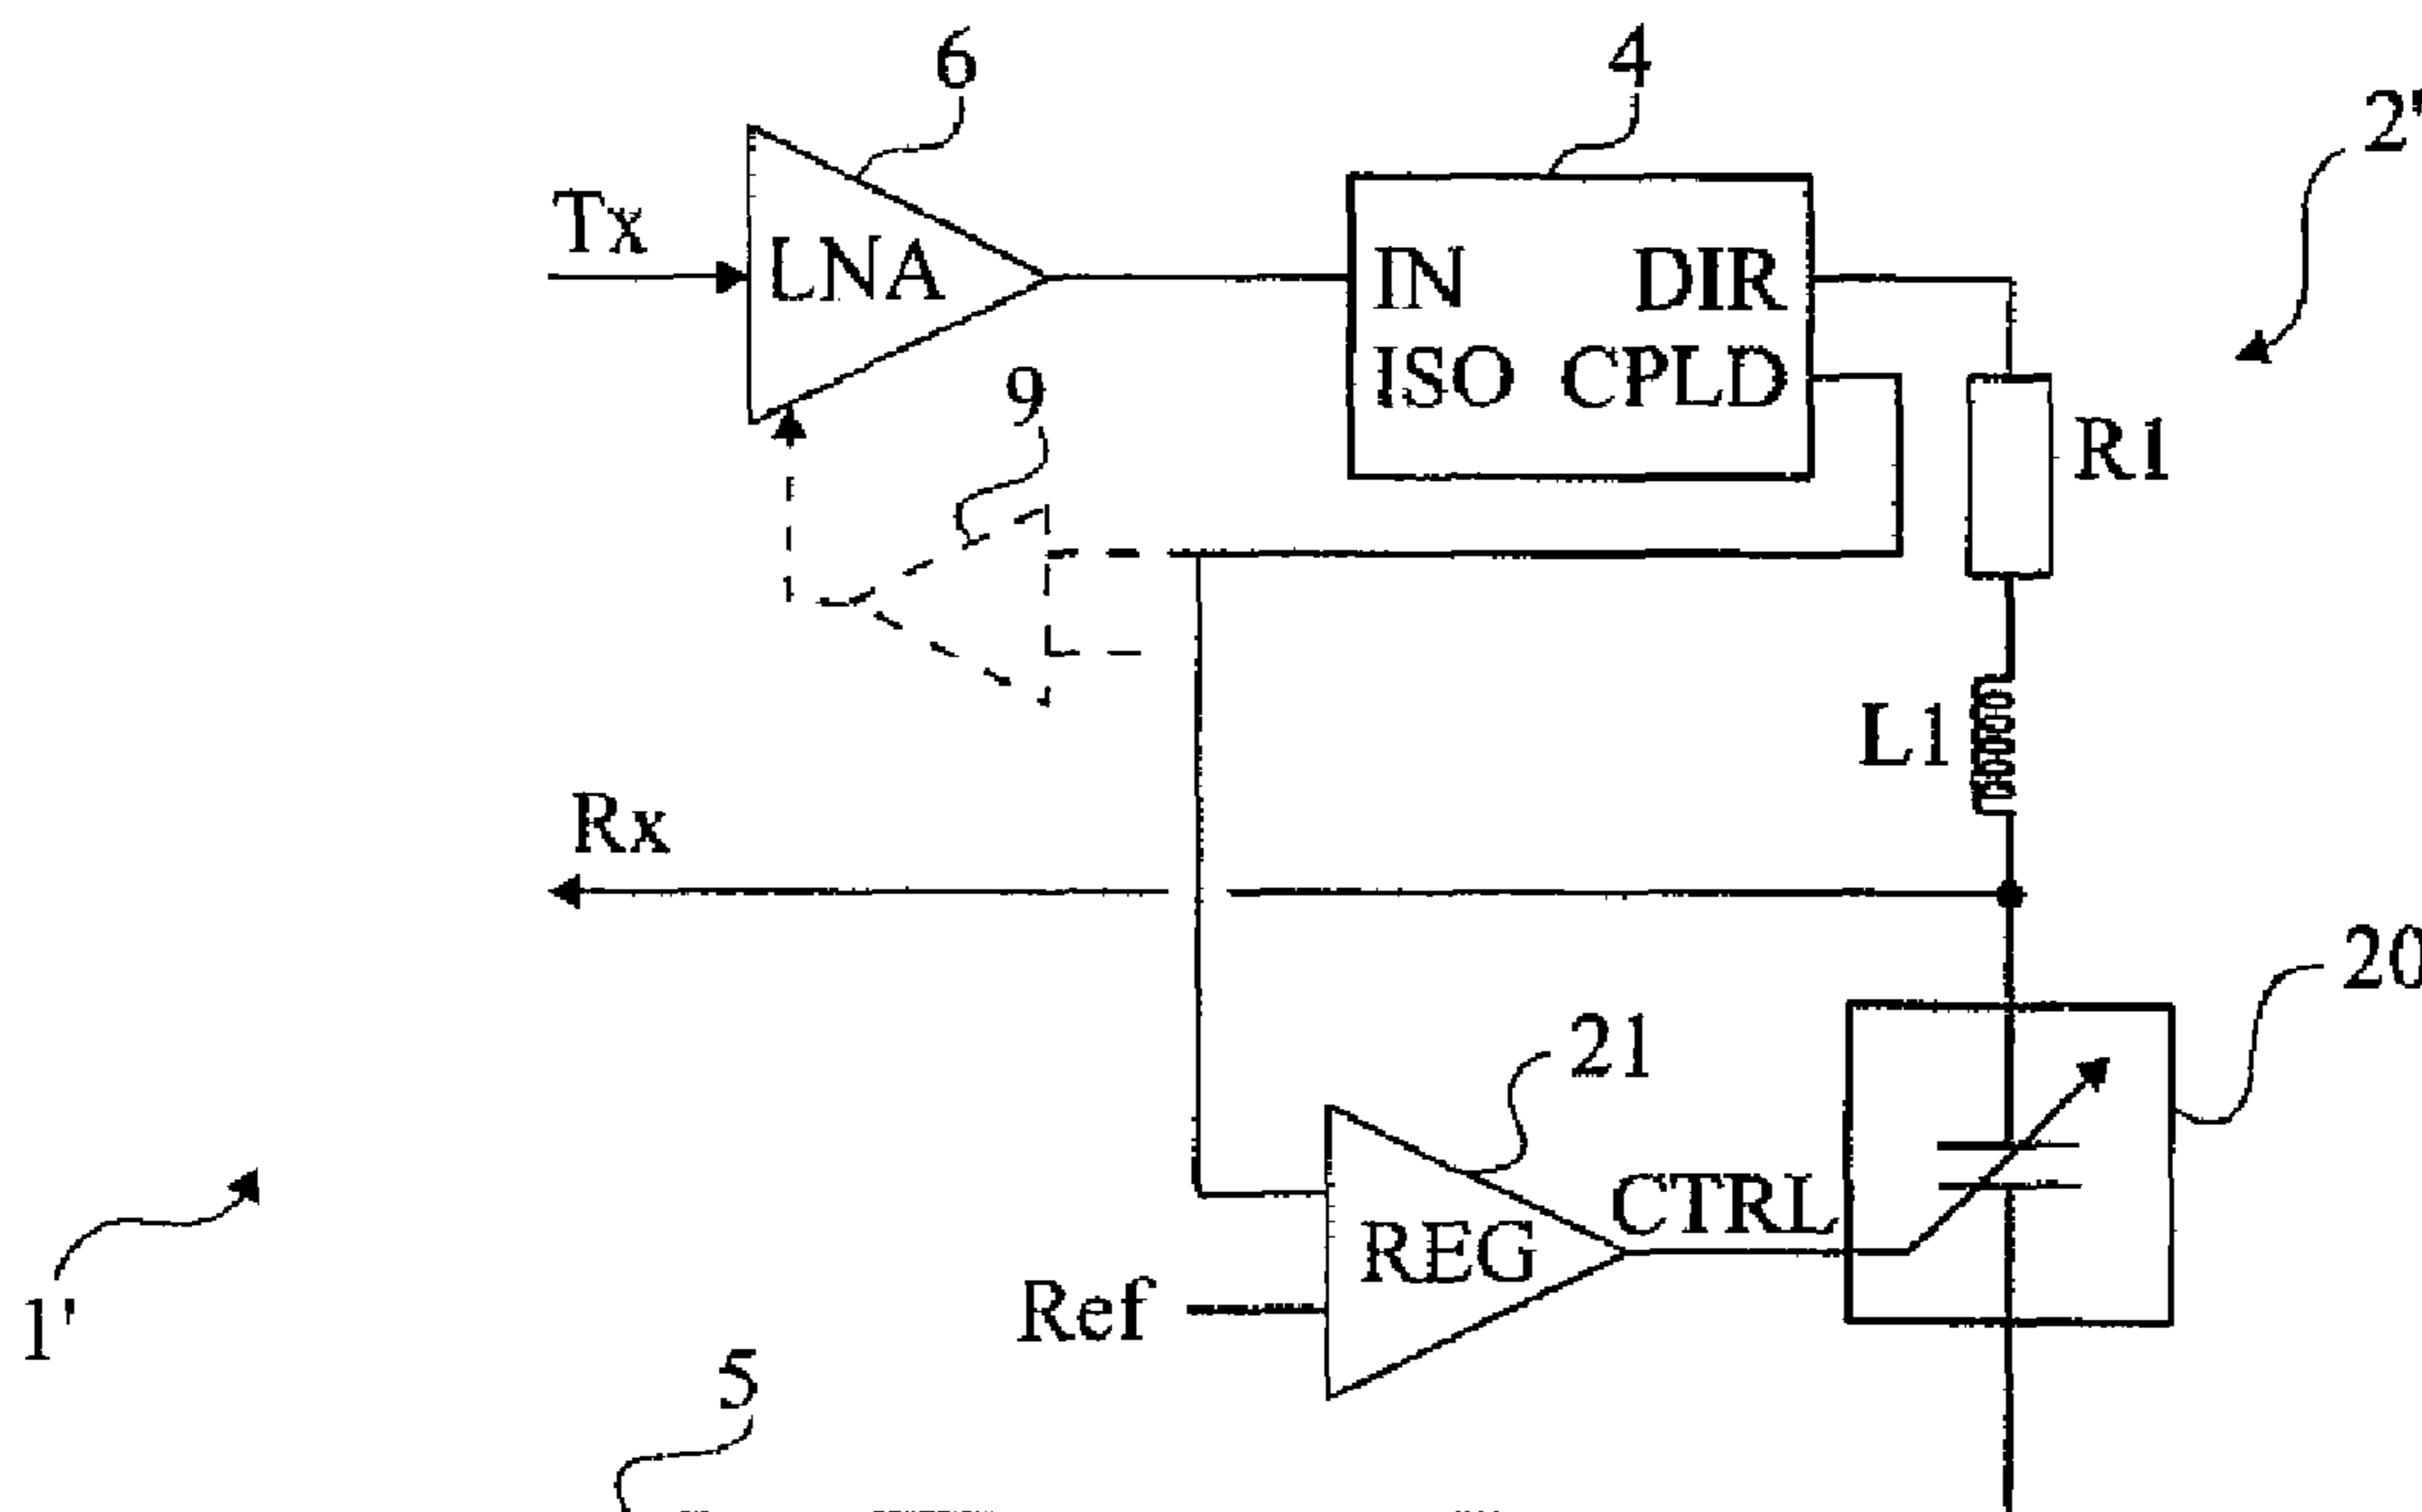 6
4
2'
Tx
LNA
IN
DIR
ISO
CPLD
9
R1
L1
Rx
20
21
CTRL
REG
Ref
1'
5